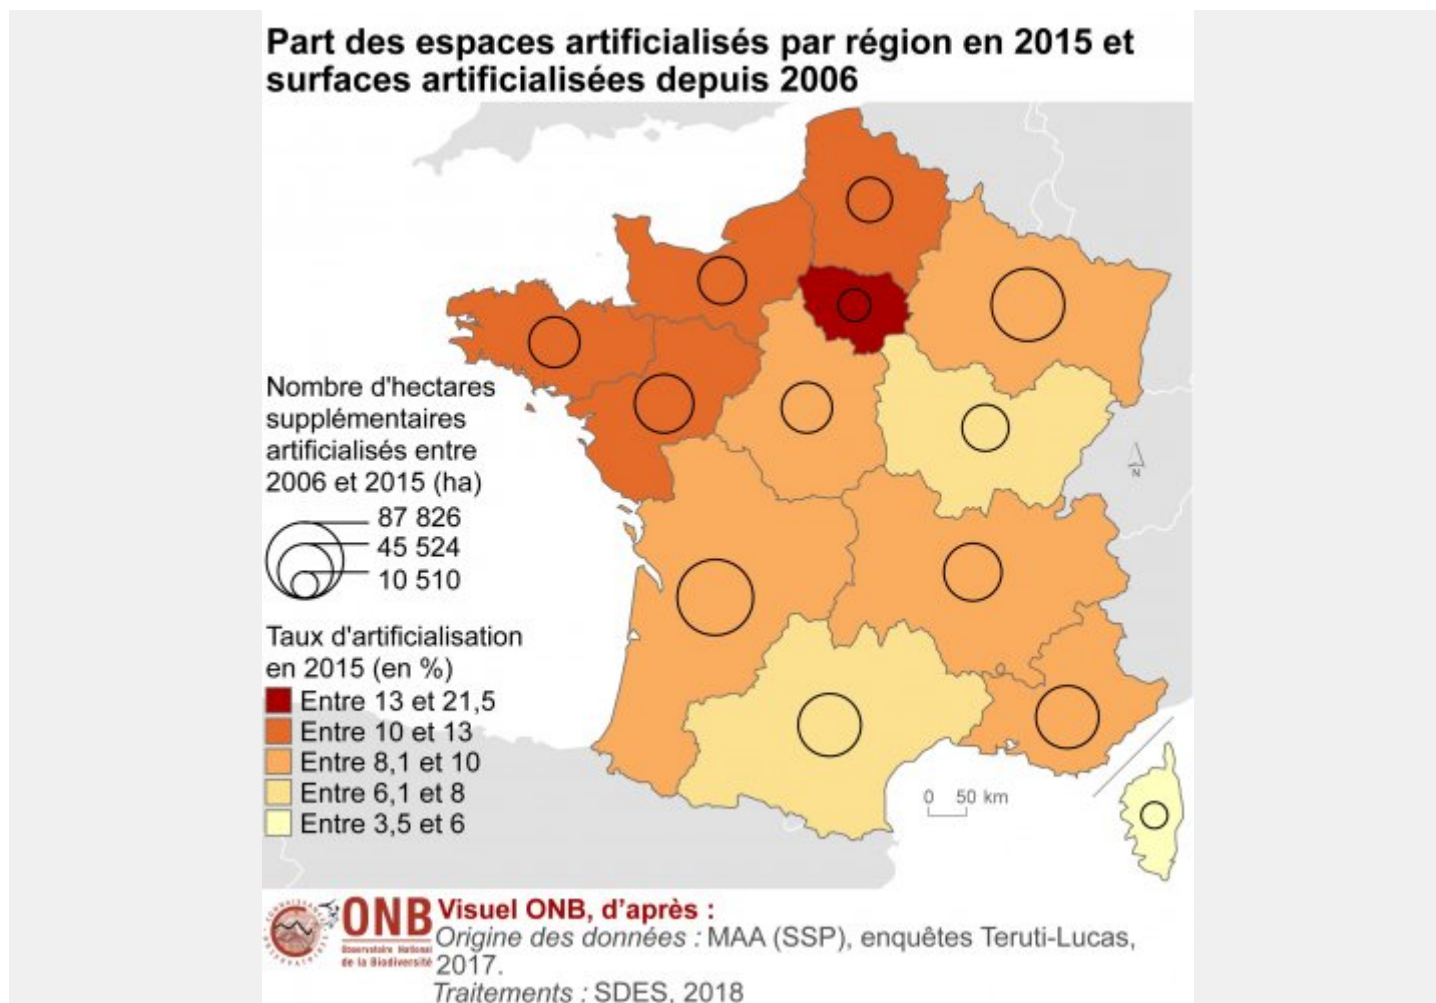 Part des espaces artificialisés par région en 2015 et
surfaces artificialisées depuis 2006
Nombre d'hectares
supplémentaires
artificialisés entre
2006 et 2015 (ha)
87 826
45 524
10 510
Taux d'artificialisation
en 2015 (en %)
Entre 13 et 21,5
Entre 10 et 13
Entre 8,1 et 10
Entre 6,1 et 8
Entre 3,5 et 6
N
0 50 km
ONB
Observatoire National
de la Biodiversité
Visuel ONB, d'après :
Origine des données : MAA (SSP), enquêtes Teruti-Lucas,
2017.
Traitements : SDES, 2018